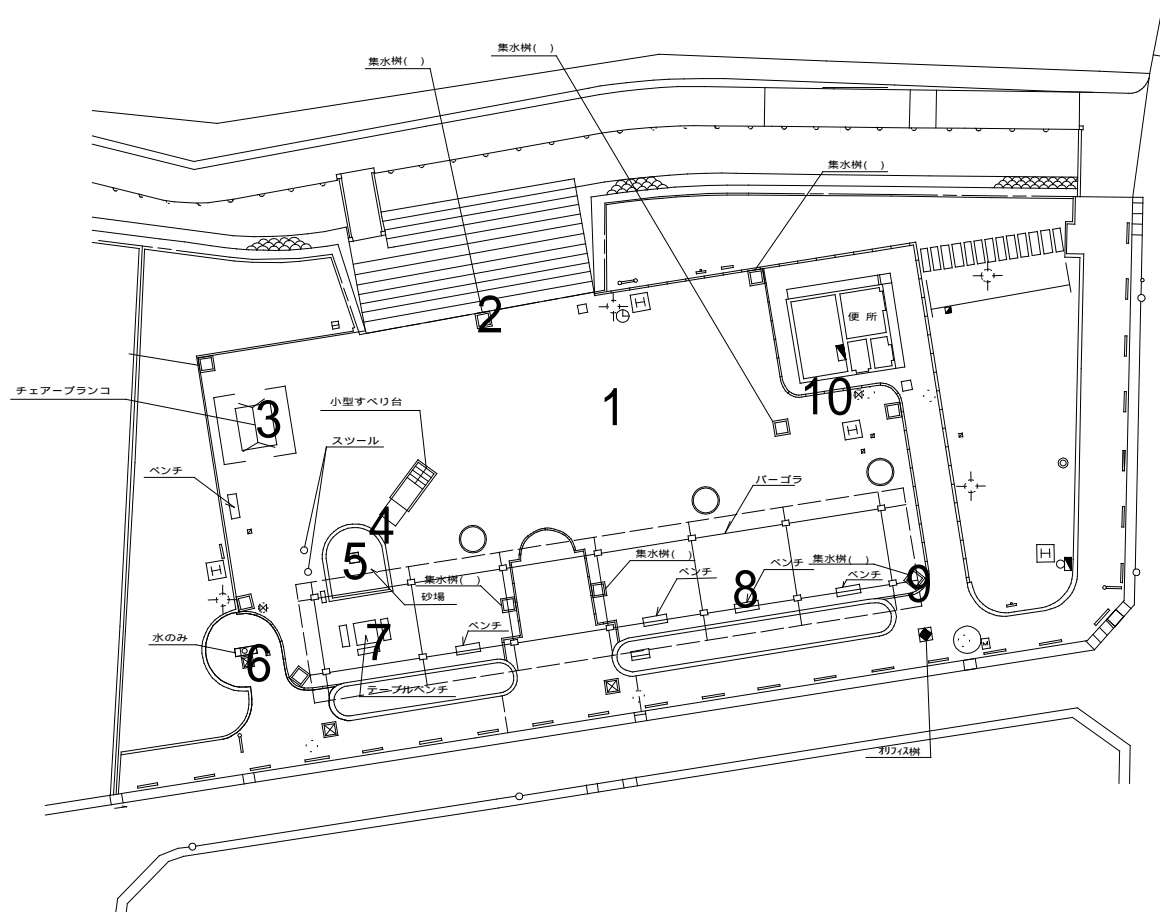 集水桝( )
集水桝( )
集水桝( )
2
便所
チェアーブランコ
3
小型すべり台
1
10
スツール
ベンチ
パーゴラ
4
5
集水桝( )
砂場
集水桝( )
ベンチ
8
ベンチ
集水桝( )
ベンチ
9
水のみ
6
7
ベンチ
テーブルベンチ
オリフィス桝
H
H
H
H
M